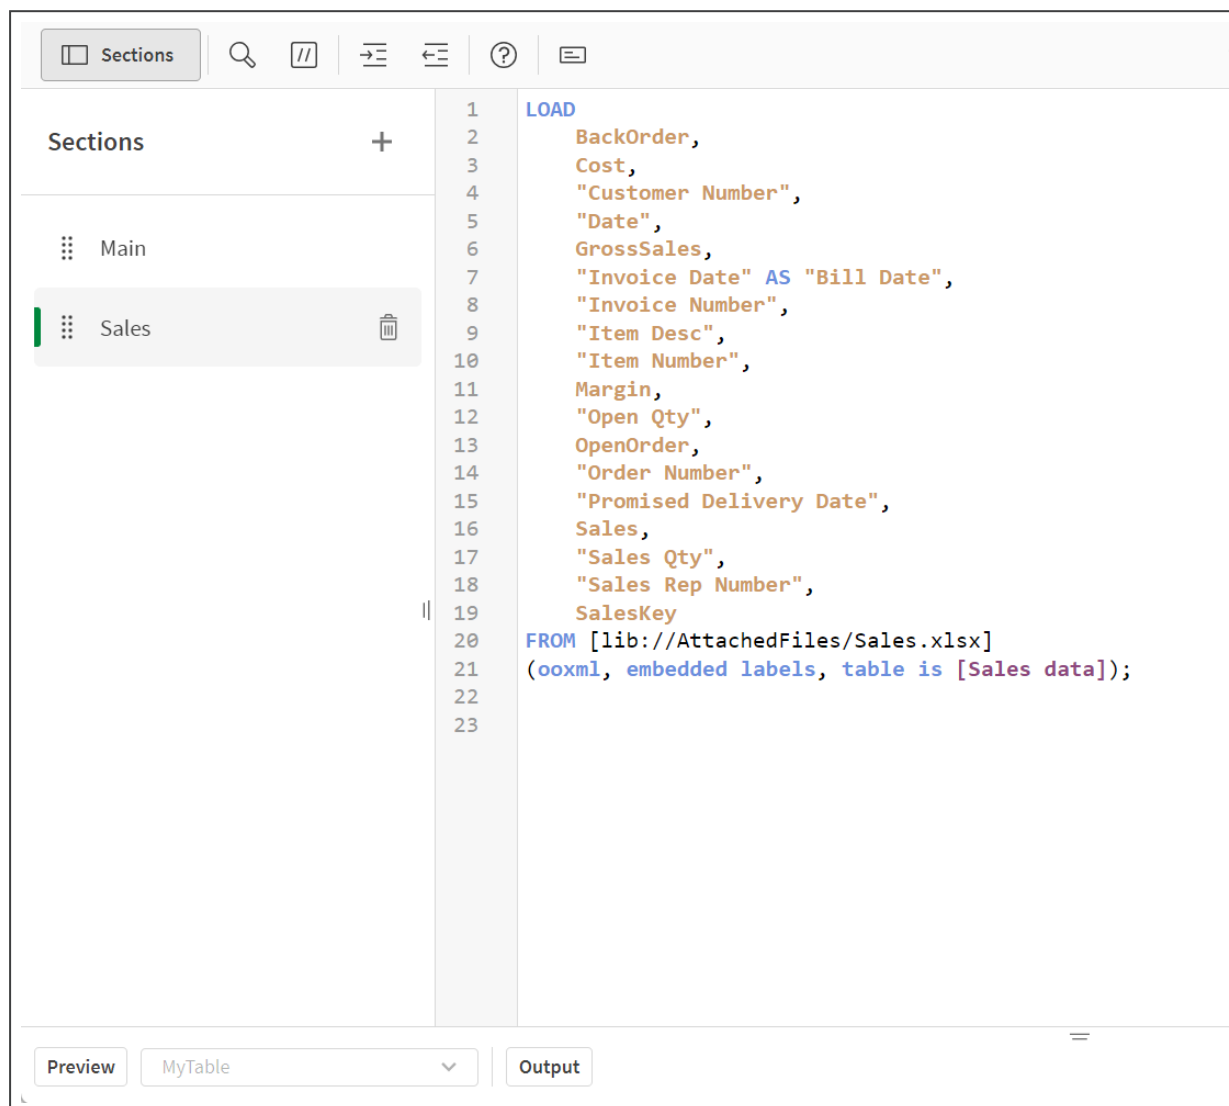 Sections
//
Sections
Main
Sales
1 LOAD
2 BackOrder,
3 Cost,
4 "Customer Number",
5 "Date",
6 GrossSales,
7 "Invoice Date" AS "Bill Date",
8 "Invoice Number",
9 "Item Desc",
10 "Item Number",
11 Margin,
12 "Open Qty",
13 OpenOrder,
14 "Order Number",
15 "Promised Delivery Date",
16 Sales,
17 "Sales Qty",
18 "Sales Rep Number",
19 SalesKey
20 FROM [lib://AttachedFiles/Sales.xlsx]
21 (ooxml, embedded labels, table is [Sales data]);
22
23
Preview MyTable Output